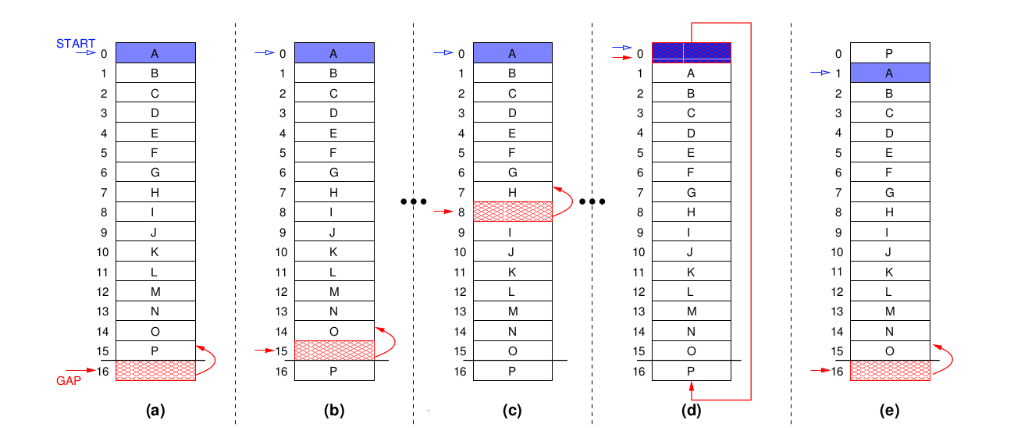 START
0 A
1 B
2 C
3 D
4 E
5 F
6 G
7 H
8 I
9 J
10 K
11 L
12 M
13 N
14 O
15 P
16
GAP
(a)
0 A
1 B
2 C
3 D
4 E
5 F
6 G
7 H
8 I
9 J
10 K
11 L
12 M
13 N
14 O
15
16 P
(b)
0 A
1 B
2 C
3 D
4 E
5 F
6 G
7 H
8
9 I
10 J
11 K
12 L
13 M
14 N
15 O
16 P
(c)
0
1 A
2 B
3 C
4 D
5 E
6 F
7 G
8 H
9 I
10 J
11 K
12 L
13 M
14 N
15 O
16 P
(d)
0 P
1 A
2 B
3 C
4 D
5 E
6 F
7 G
8 H
9 I
10 J
11 K
12 L
13 M
14 N
15 O
16
(e)